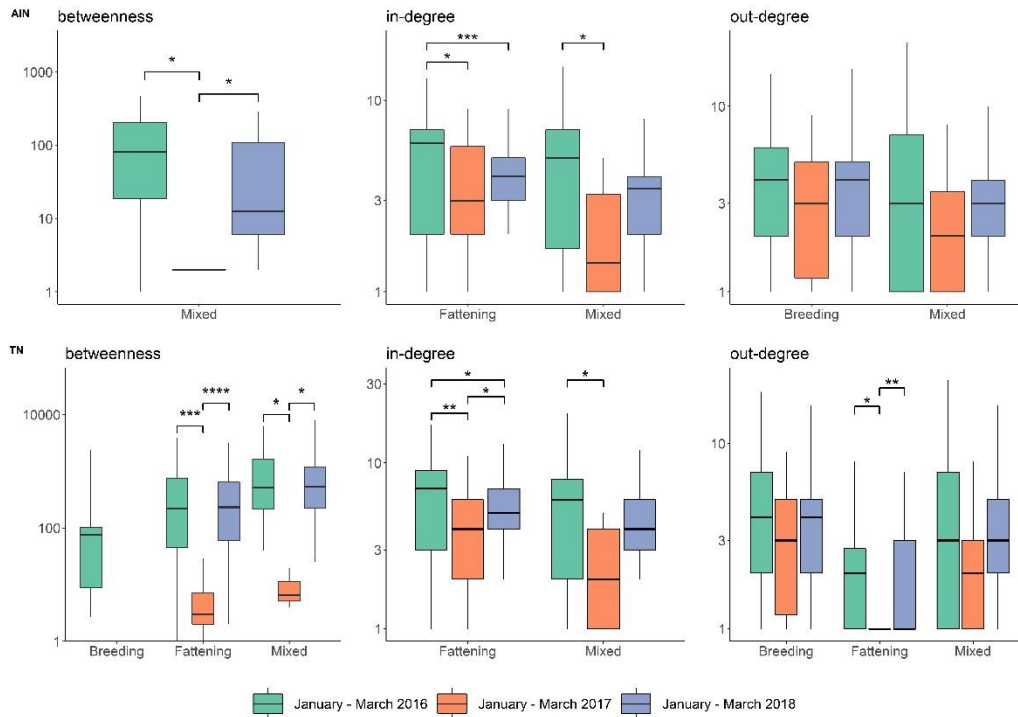 AIN
betweenness
in-degree
out-degree
* *
*** * *
1000
100
10
1
10
3
1
10
3
1
Mixed
Fattening Mixed
Breeding Mixed
TN
betweenness
in-degree
out-degree
*** **** * *
* ** * *
* **
10000
100
1
30
10
3
1
10
3
1
Breeding Fattening Mixed
Fattening Mixed
Breeding Fattening Mixed
January - March 2016 January - March 2017 January - March 2018